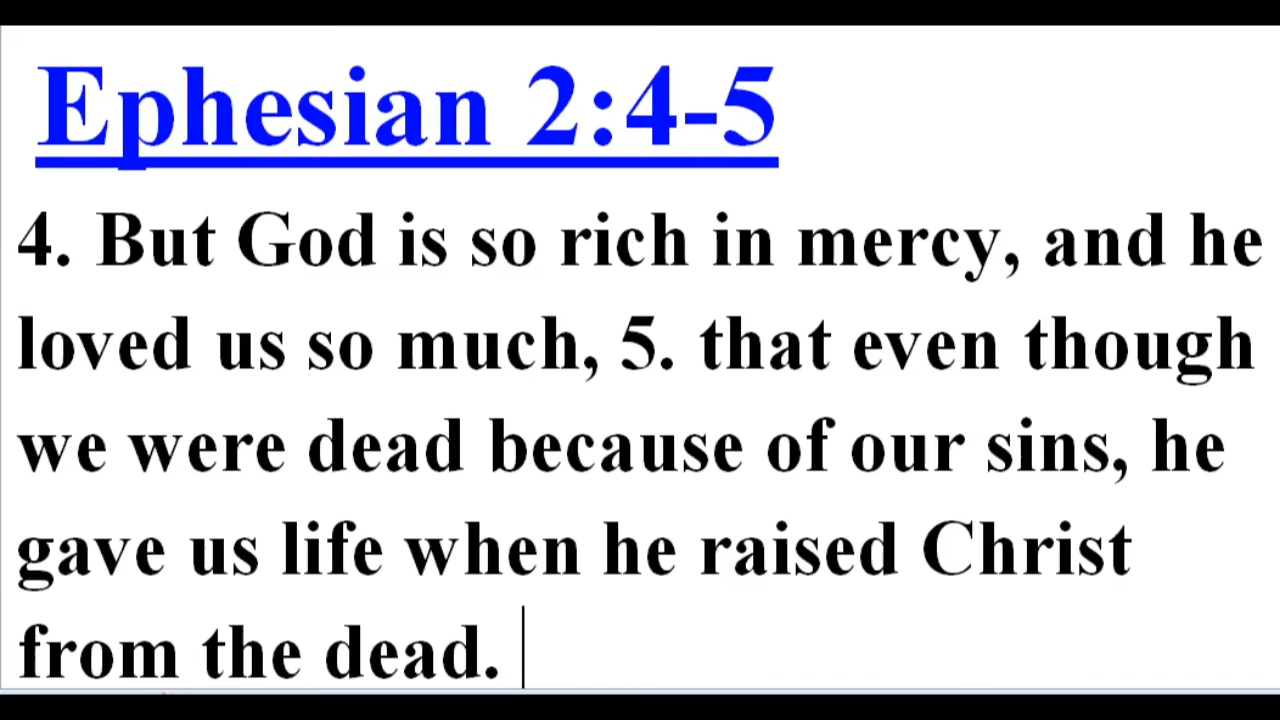 Ephesian 2:4-5
4. But God is so rich in mercy, and he
loved us so much, 5. that even though
we were dead because of our sins, he
gave us life when he raised Christ
from the dead.